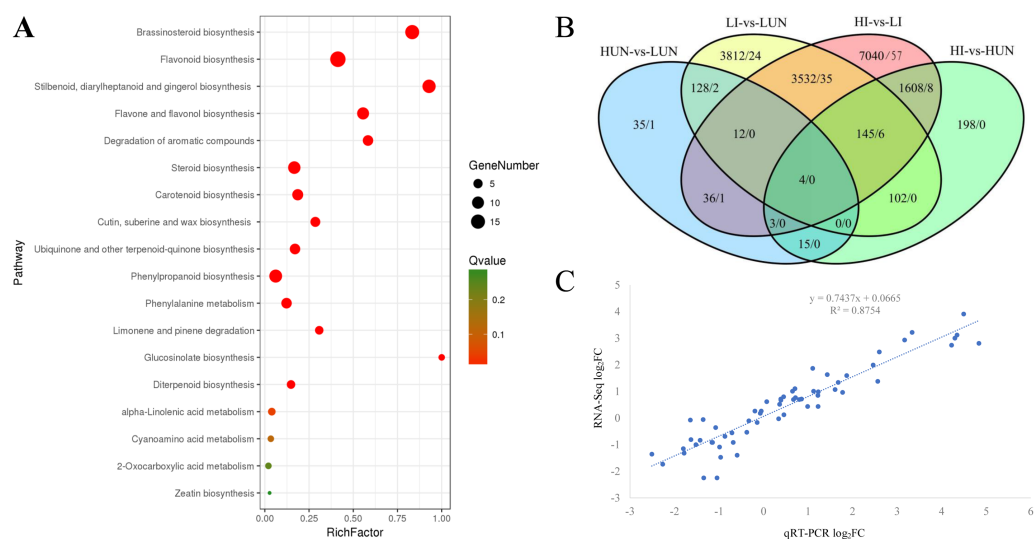 A
Pathway
Brassinosteroid biosynthesis
Flavonoid biosynthesis
Stilbenoid, diarylheptanoid and gingerol biosynthesis
Flavone and flavonol biosynthesis
Degradation of aromatic compounds
Steroid biosynthesis
Carotenoid biosynthesis
Cutin, suberine and wax biosynthesis
Ubiquinone and other terpenoid-quinone biosynthesis
Phenylpropanoid biosynthesis
Phenylalanine metabolism
Limonene and pinene degradation
Glucosinolate biosynthesis
Diterpenoid biosynthesis
alpha-Linolenic acid metabolism
Cyanoamino acid metabolism
2-Oxocarboxylic acid metabolism
Zeatin biosynthesis
0.00 0.25 0.50 0.75 1.00
RichFactor
GeneNumber
5
10
15
Qvalue
0.2
0.1
B
LI-vs-LUN HI-vs-LI
HUN-vs-LUN HI-vs-HUN
3812/24 7040/57
128/2 3532/35 1608/8
35/1 12/0 145/6 198/0
4/0
36/1 102/0
3/0 0/0
15/0
C
y = 0.7437x + 0.0665
R² = 0.8754
RNA-Seq log2FC
5
4
3
2
1
0
-1
-2
-3
-3 -2 -1 0 1 2 3 4 5 6
qRT-PCR log2FC